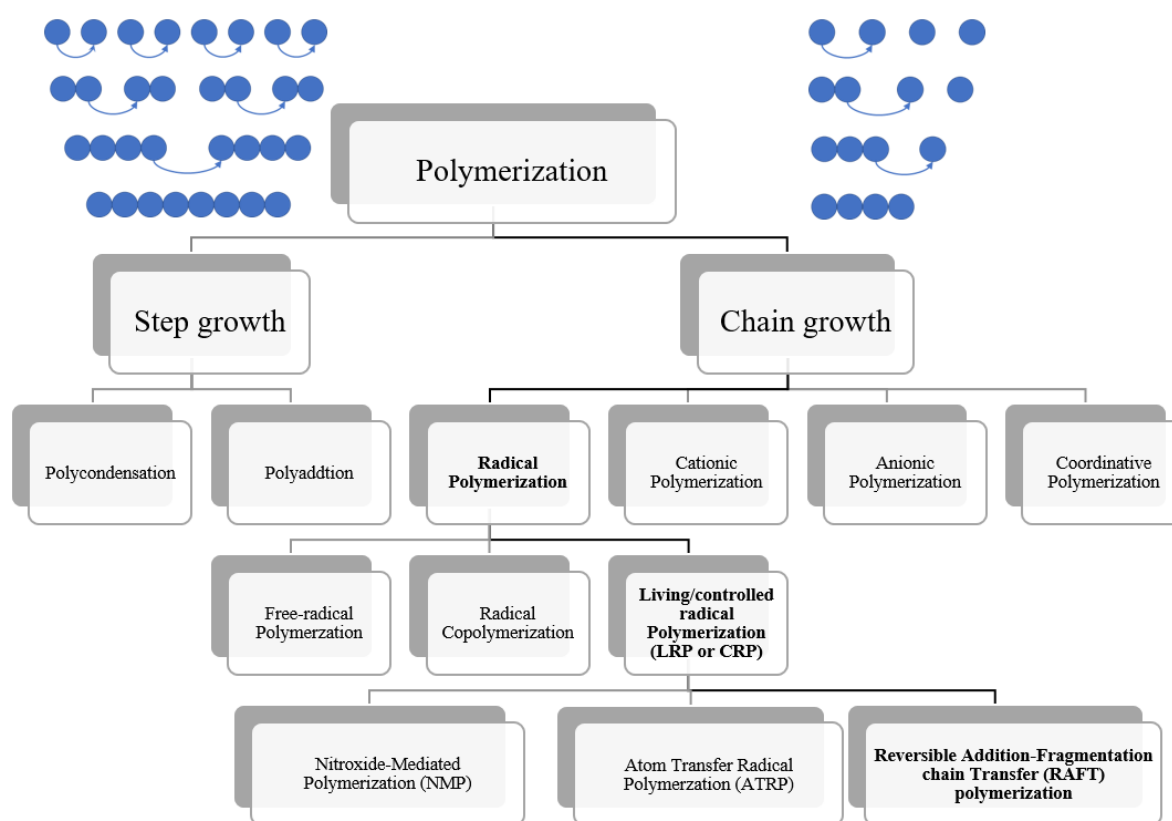 Polymerization
Step growth
Chain growth
Polycondensation
Polyaddtion
Radical
Polymerization
Cationic
Polymerization
Anionic
Polymerization
Coordinative
Polymerization
Free-radical
Polymerzation
Radical
Copolymerization
Living/controlled
radical
Polymerization
(LRP or CRP)
Nitroxide-Mediated
Polymerization (NMP)
Atom Transfer Radical
Polymerzation (ATRP)
Reversible Addition-Fragmentation
chain Transfer (RAFT)
polymerization